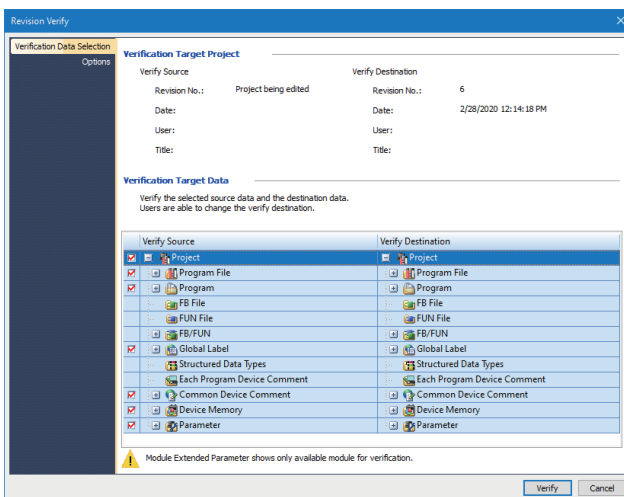 Revision Verify
Verification Data Selection
Options
Verification Target Project
Verify Source Verify Destination
Revision No.: Project being edited Revision No.: 6
Date: Date: 2/28/2020 12:14:18 PM
User: User:
Title: Title:
Verification Target Data
Verify the selected source data and the destination data.
Users are able to change the verify destination.
Verify Source Verify Destination
Project Project
Program File Program File
Program Program
FB File FB File
FUN File FUN File
FB/FUN FB/FUN
Global Label Global Label
Structured Data Types Structured Data Types
Each Program Device Comment Each Program Device Comment
Common Device Comment Common Device Comment
Device Memory Device Memory
Parameter Parameter
Module Extended Parameter shows only available module for verification.
Verify Cancel